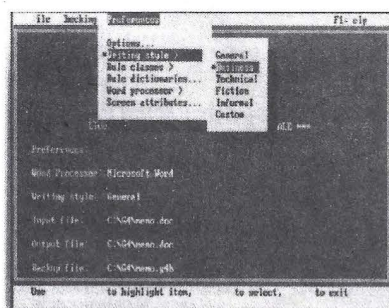 ile Checking Preferences F1- elp
Options...
Writing style >
Rule classes >
Rule dictionaries...
Word processor >
Screen attributes...
General
Business
Technical
Fiction
Informal
Custom
Preferences:
Word Processor: Microsoft Word
Writing style: General
Input file: C:\G4\memo.doc
Output file: C:\G4\memo.doc
Backup file: C:\G4\memo.g4b
Use to highlight item, to select, to exit